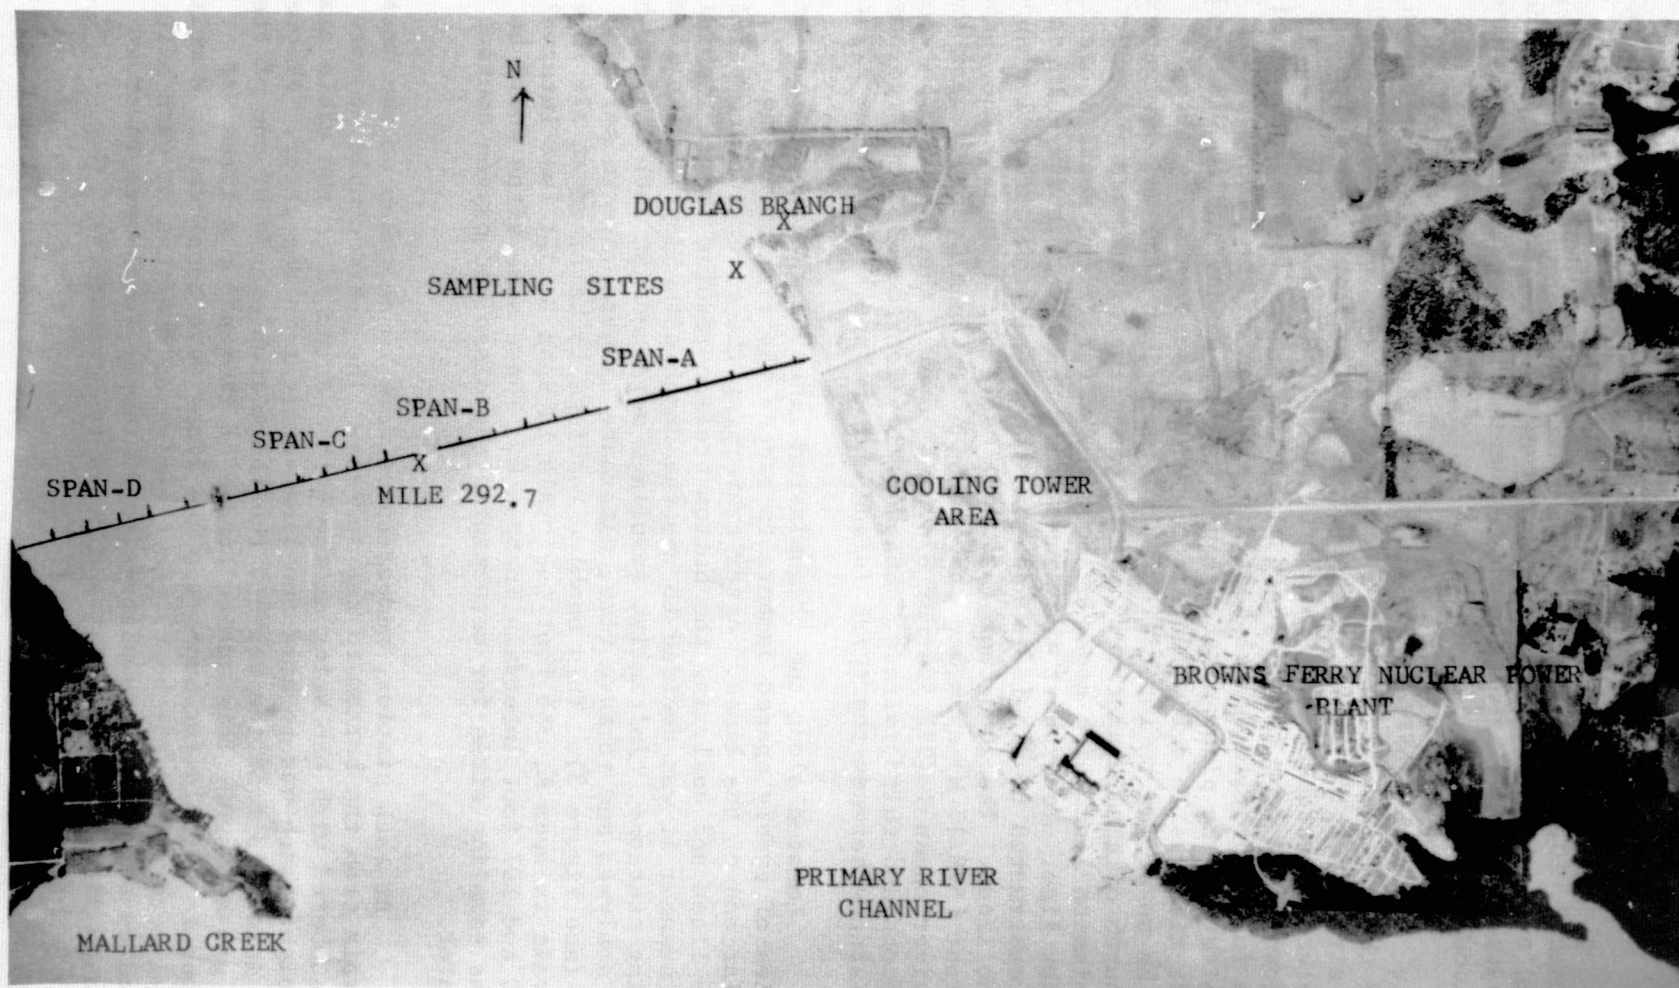 N
DOUGLAS BRANCH
X
X
SAMPLING SITES
SPAN-A
SPAN-B
SPAN-C
X
SPAN-D
MILE 292.7
COOLING TOWER
AREA
BROWNS FERRY NUCLEAR POWER
PLANT
PRIMARY RIVER
CHANNEL
MALLARD CREEK